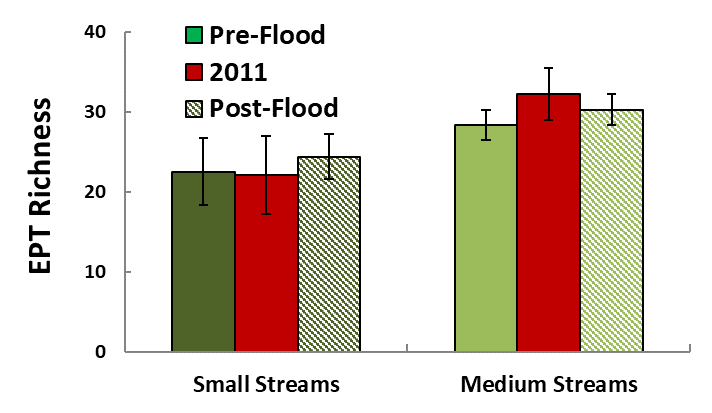 40
30
20
10
0
EPT Richness
Pre-Flood
2011
Post-Flood
Small Streams
Medium Streams